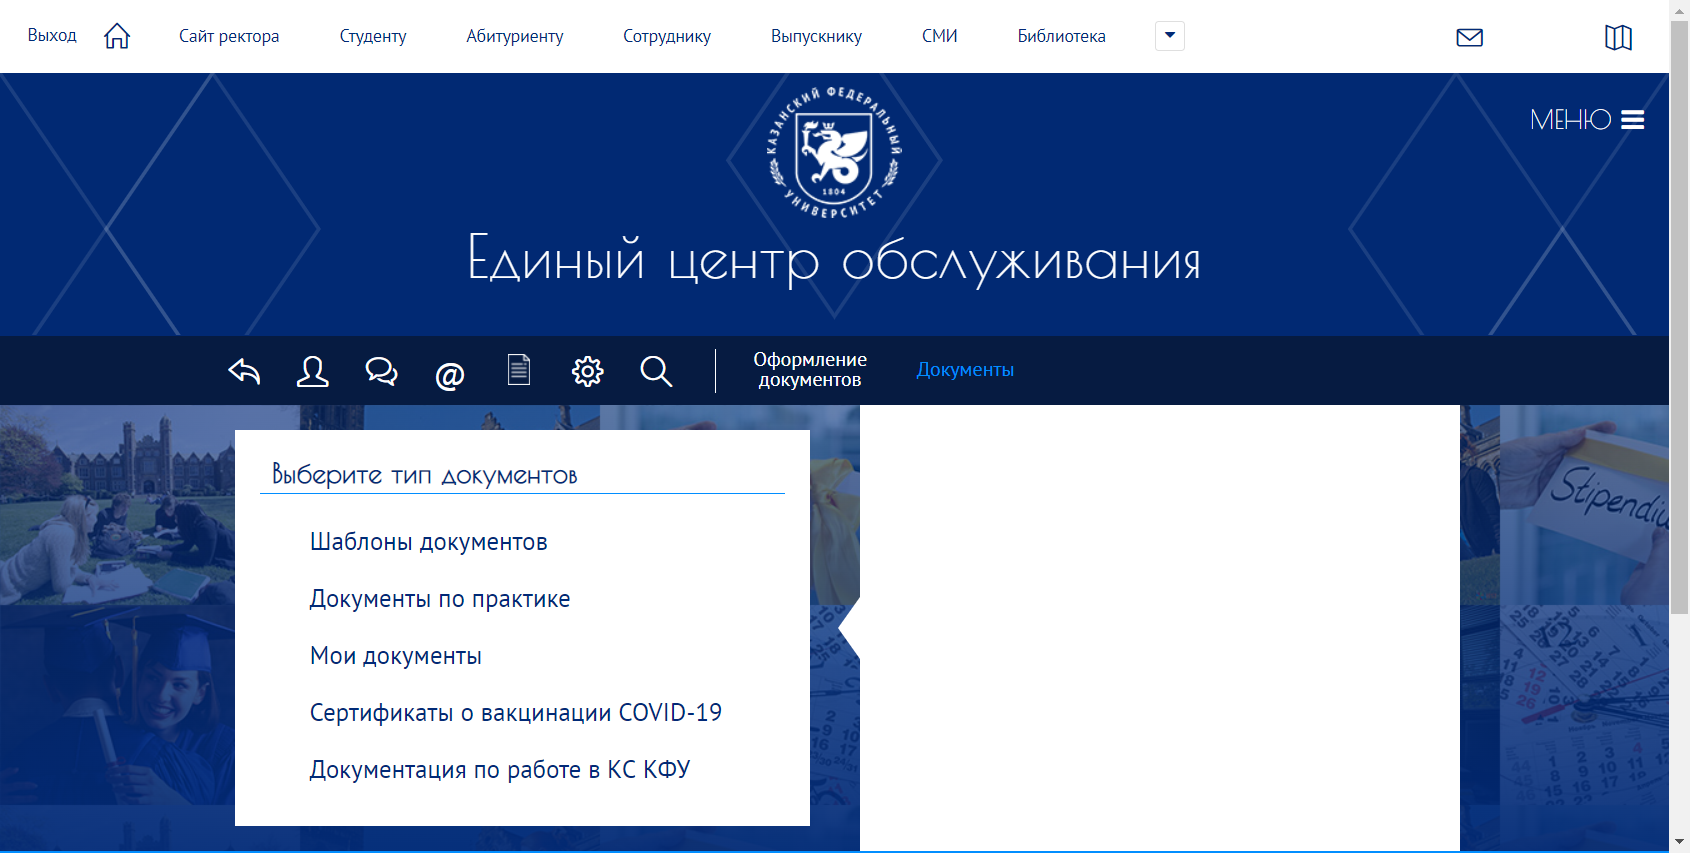 Выход
Сайт ректора
Студенту
Абитуриенту
Сотруднику
Выпускнику
СМИ
Библиотека
КАЗАНСКИЙ ФЕДЕРАЛЬНЫЙ
1804
УНИВЕРСИТЕТ
МЕНЮ
Единый центр обслуживания
@
Оформление
документов
Документы
Выберите тип документов
Шаблоны документов
Документы по практике
Мои документы
Сертификаты о вакцинации COVID-19
Документация по работе в КС КФУ